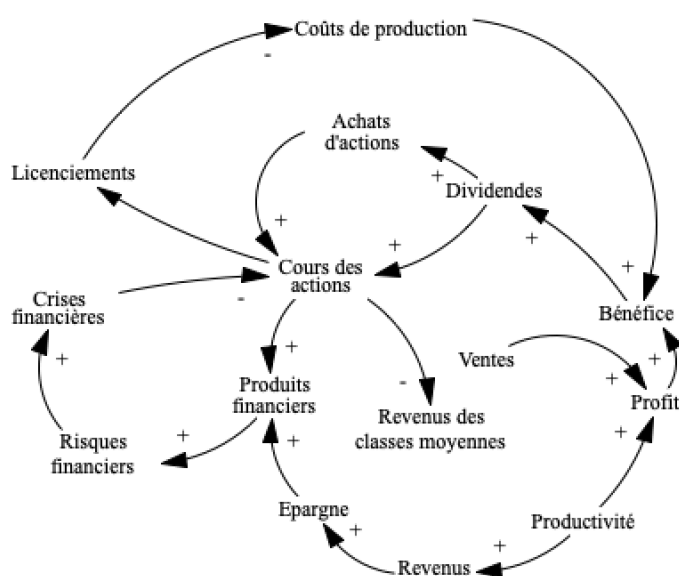 Coûts de production
-
Achats
d'actions
Licenciements
+
Dividendes
+
+
+
+
Cours des
actions
-
Crises
financières
Bénéfice
+
+
Ventes
+
+
-
Produits
financiers
Profit
Revenus des
classes moyennes
+
+
+
Risques
financiers
Epargne
Productivité
+
+
Revenus